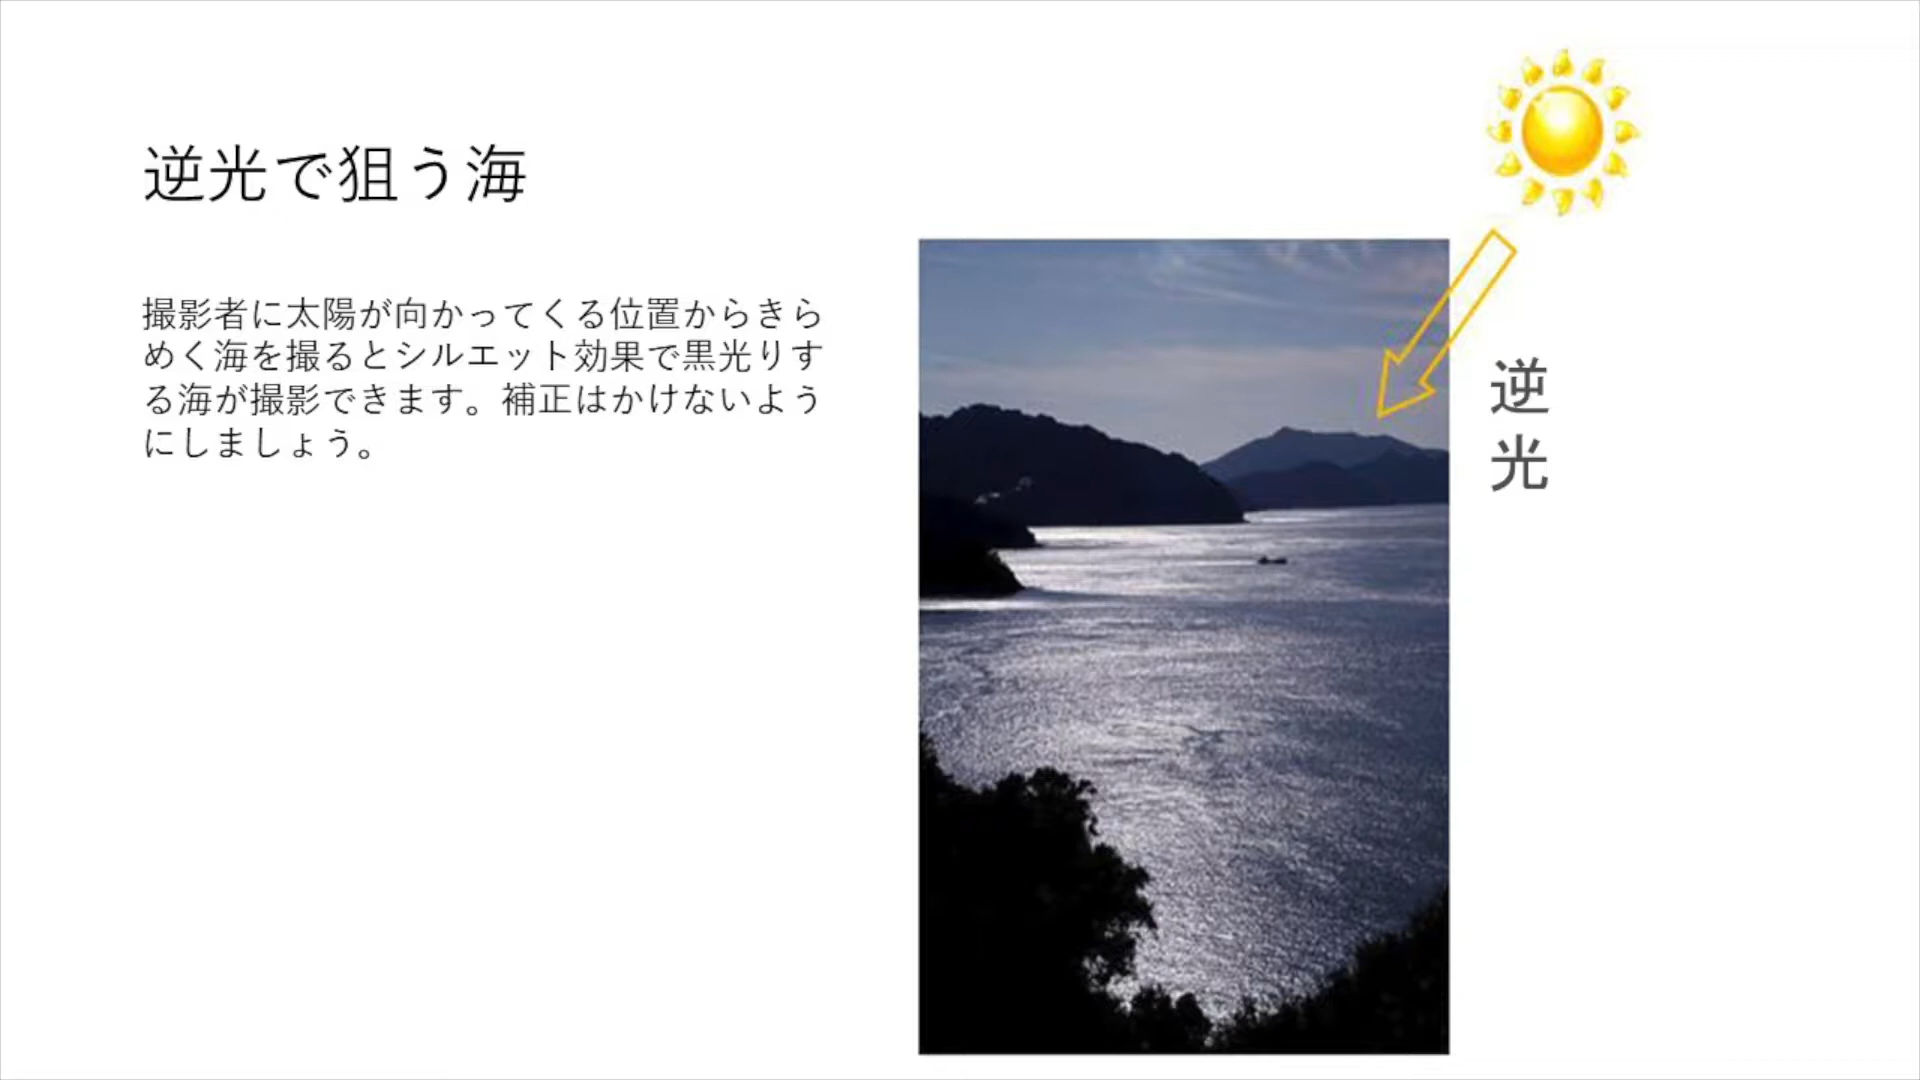 逆光で狙う海
撮影者に太陽が向かってくる位置からきら
めく海を撮るとシルエット効果で黒光りす
る海が撮影できます。補正はかけないよう
にしましょう。
逆
光